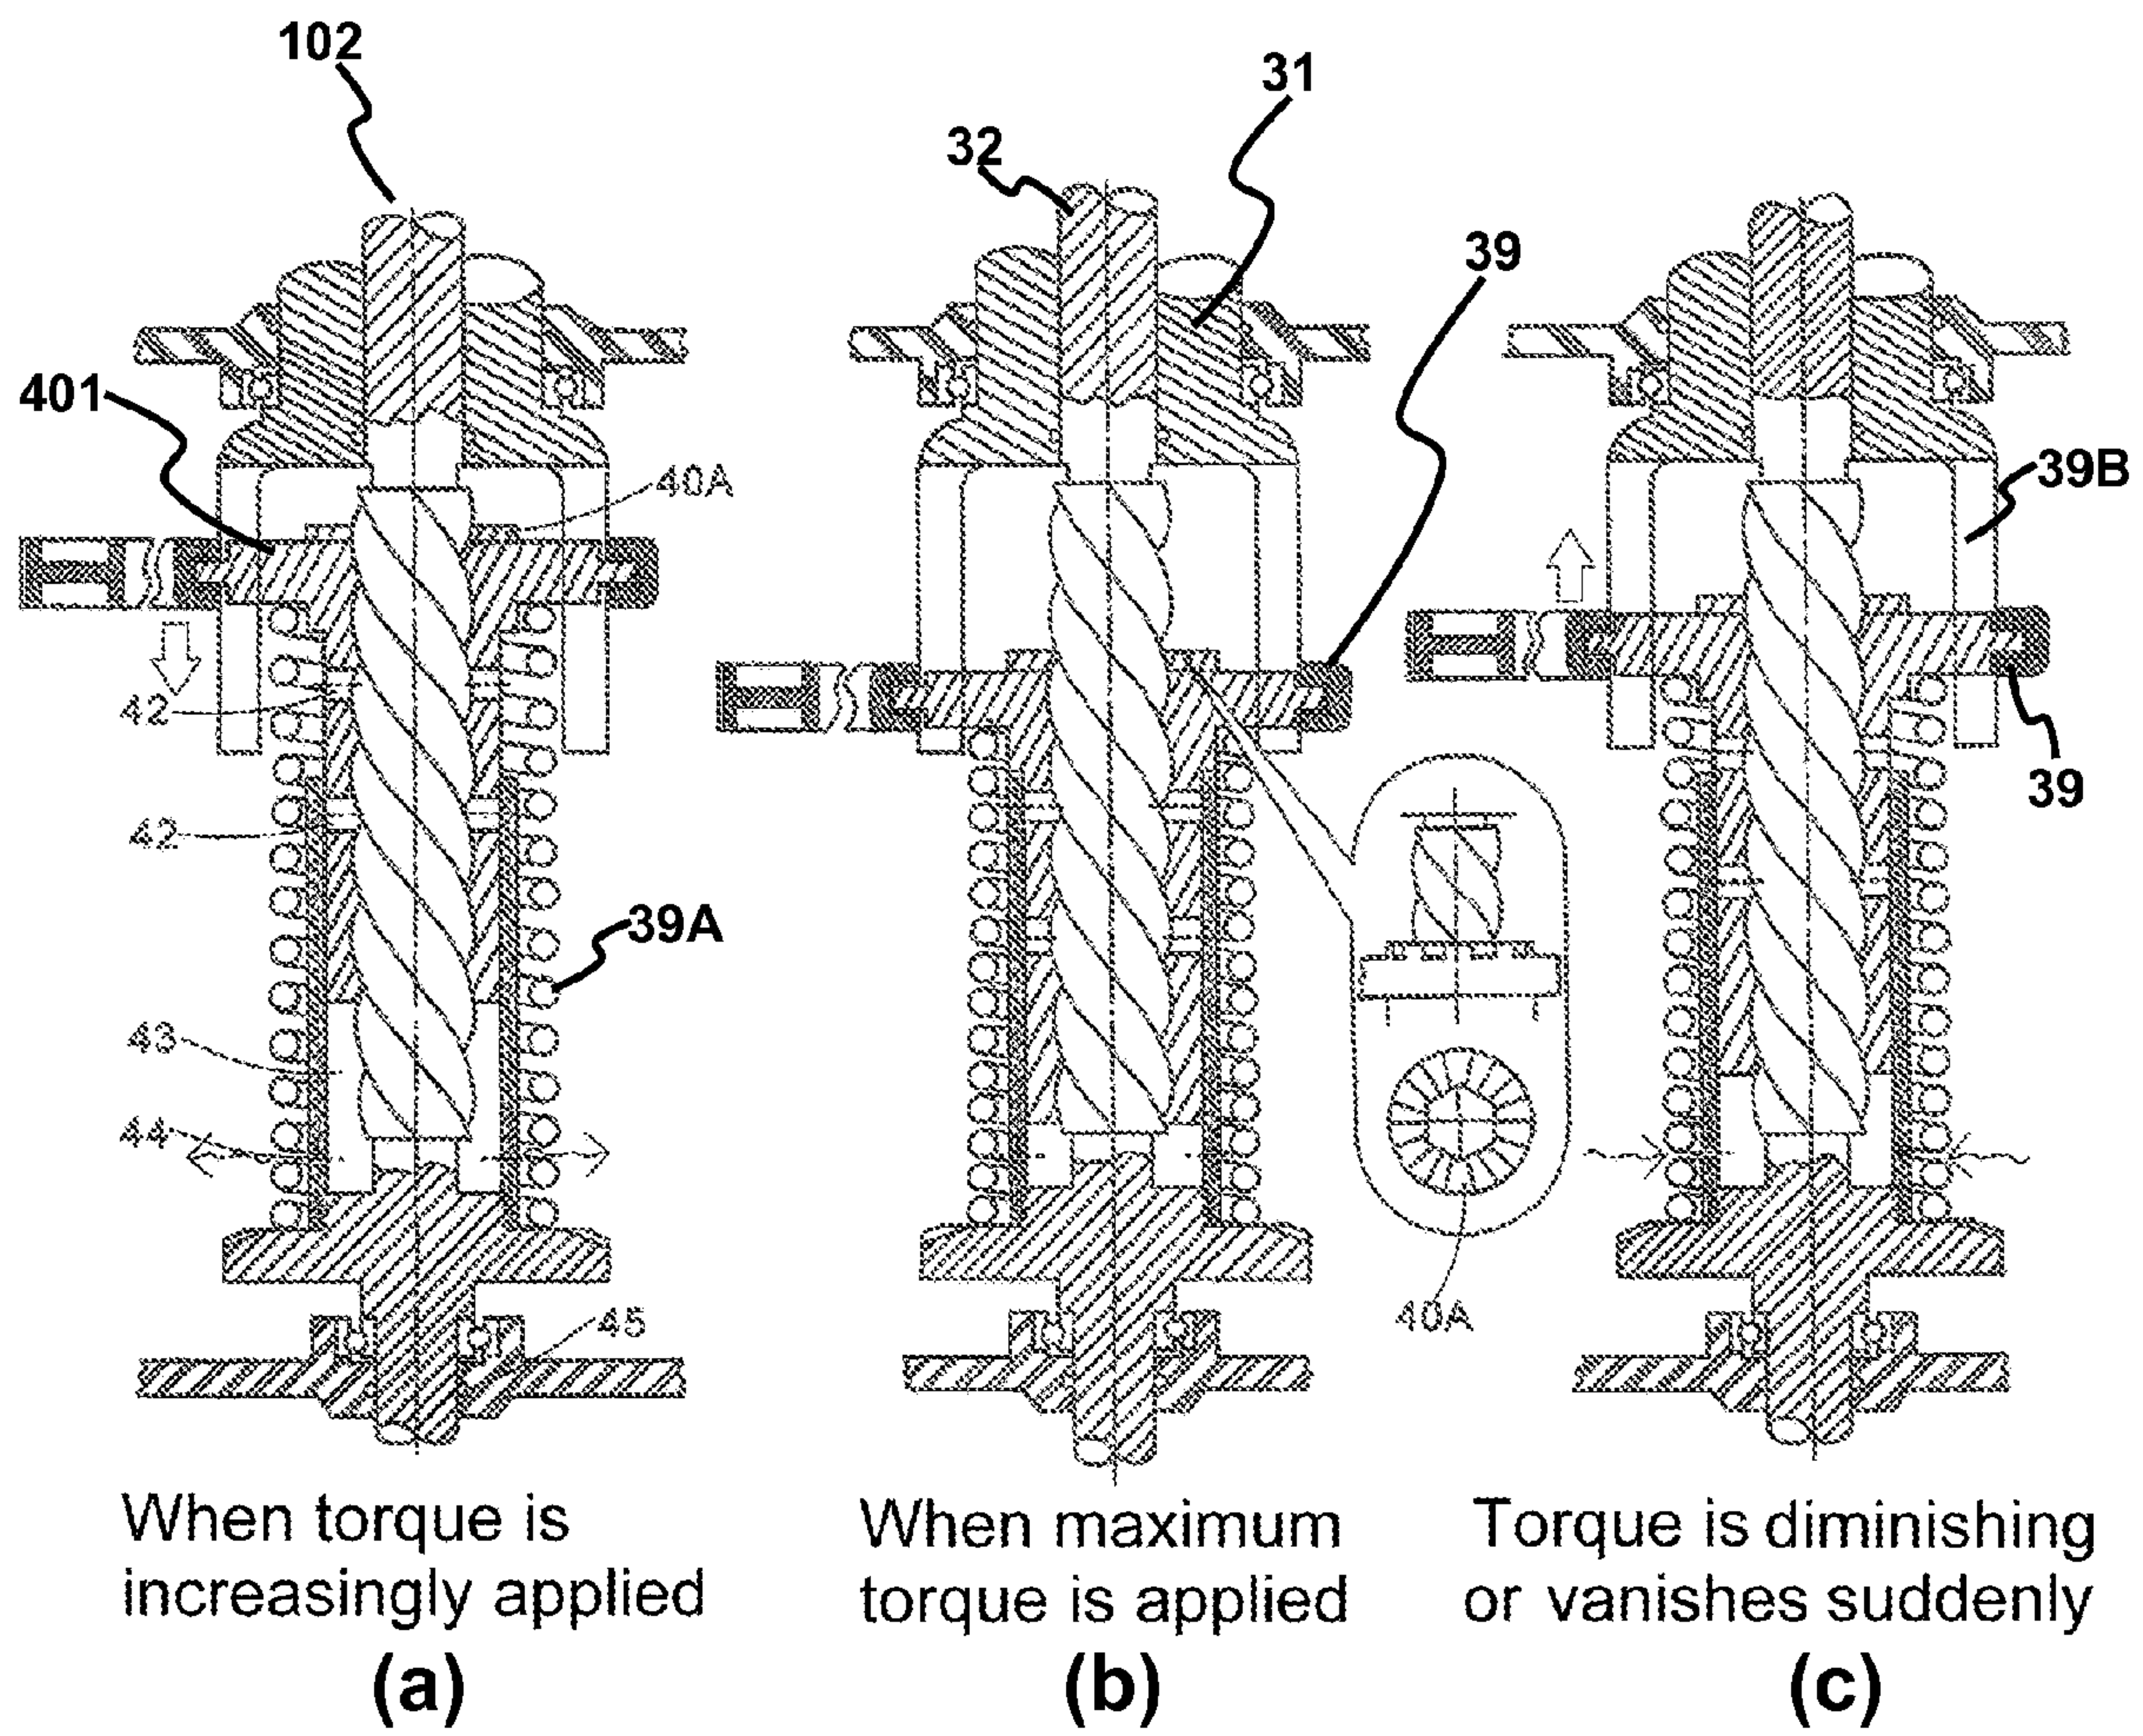 102
31
32
39
401
40A
39B
42
39
42
39A
43
44
40A
45
When torque is
increasingly applied
(a)
When maximum
torque is applied
(b)
Torque is diminishing
or vanishes suddenly
(c)